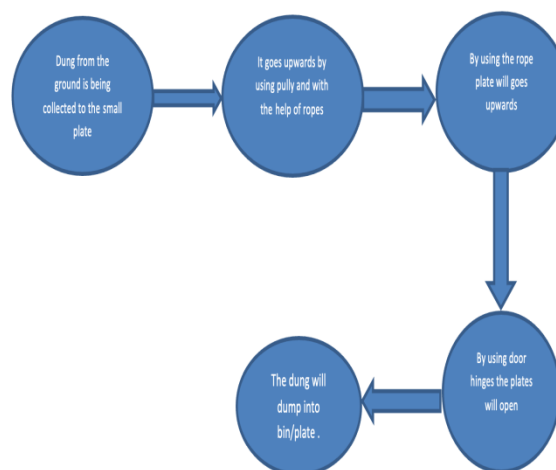 Dung from the
ground is being
collected to the small
plate
It goes upwards by
using pully and with
the help of ropes
By using the rope
plate will goes
upwards
By using door
hinges the plates
will open
The dung will
dump into
bin/plate .